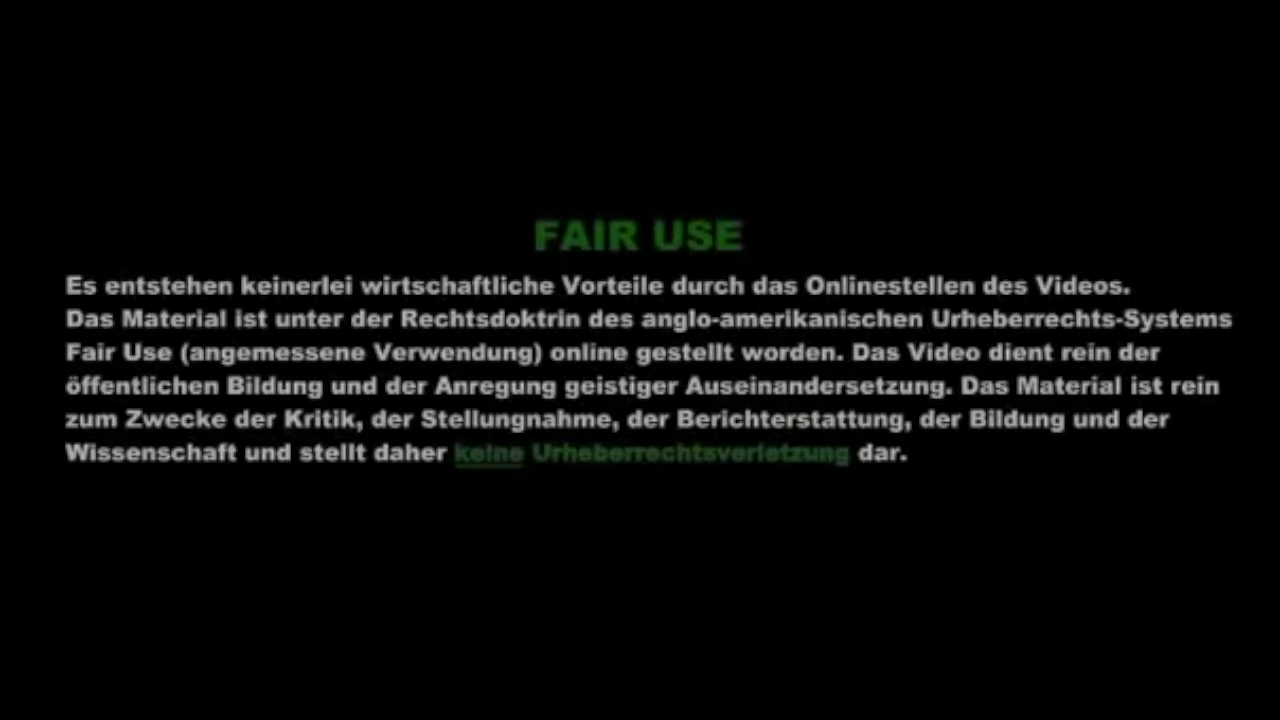 FAIR USE
Es entstehen keinerlei wirtschaftliche Vorteile durch das Onlinestellen des Videos.
Das Material ist unter der Rechtsdoktrin des anglo-amerikanischen Urheberrechts-Systems
Fair Use (angemessene Verwendung) online gestellt worden. Das Video dient rein der
öffentlichen Bildung und der Anregung geistiger Auseinandersetzung. Das Material ist rein
zum Zwecke der Kritik, der Stellungnahme, der Berichterstattung, der Bildung und der
Wissenschaft und stellt daher keine Urheberrechtsverletzung dar.